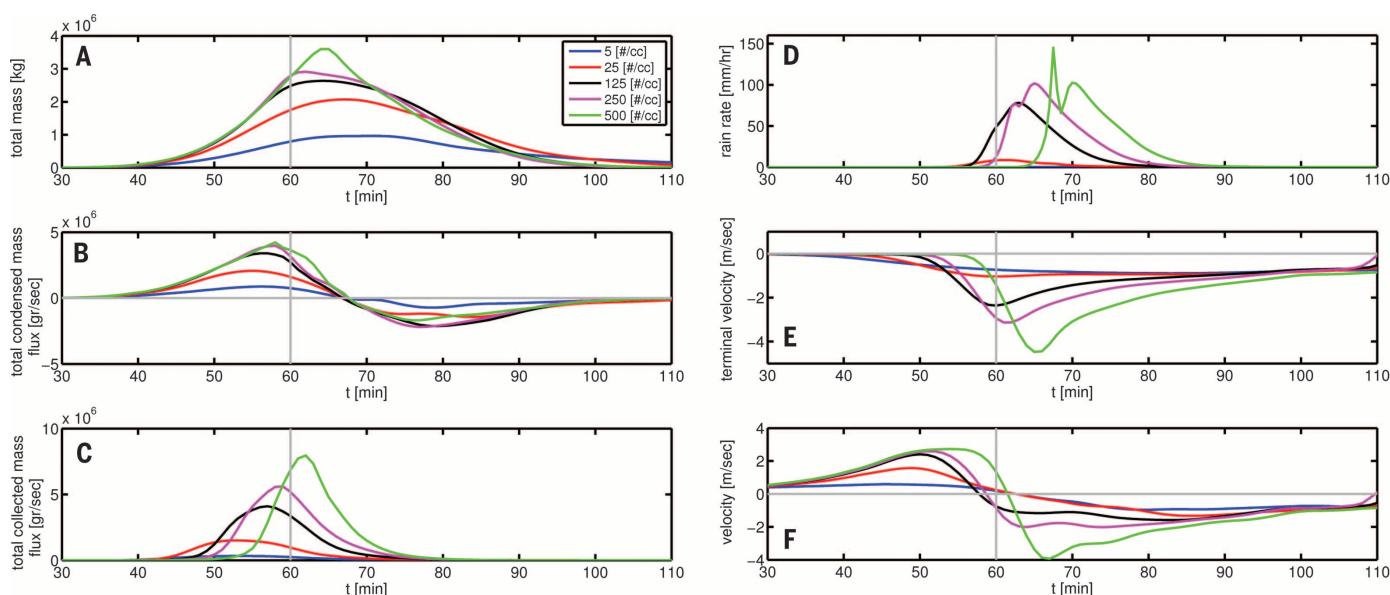 × 10⁶
A
total mass [kg]
4
3
2
1
0
30 40 50 60 70 80 90 100 110
t [min]
5 [#/cc]
25 [#/cc]
125 [#/cc]
250 [#/cc]
500 [#/cc]
× 10⁶
B
total condensed mass
flux [gr/sec]
5
0
−5
30 40 50 60 70 80 90 100 110
t [min]
× 10⁶
C
total collected mass
flux [gr/sec]
10
5
0
30 40 50 60 70 80 90 100 110
t [min]
D
rain rate [mm/hr]
150
100
50
0
30 40 50 60 70 80 90 100 110
t [min]
E
terminal velocity [m/sec]
0
−2
−4
30 40 50 60 70 80 90 100 110
t [min]
F
velocity [m/sec]
4
2
0
−2
−4
30 40 50 60 70 80 90 100 110
t [min]